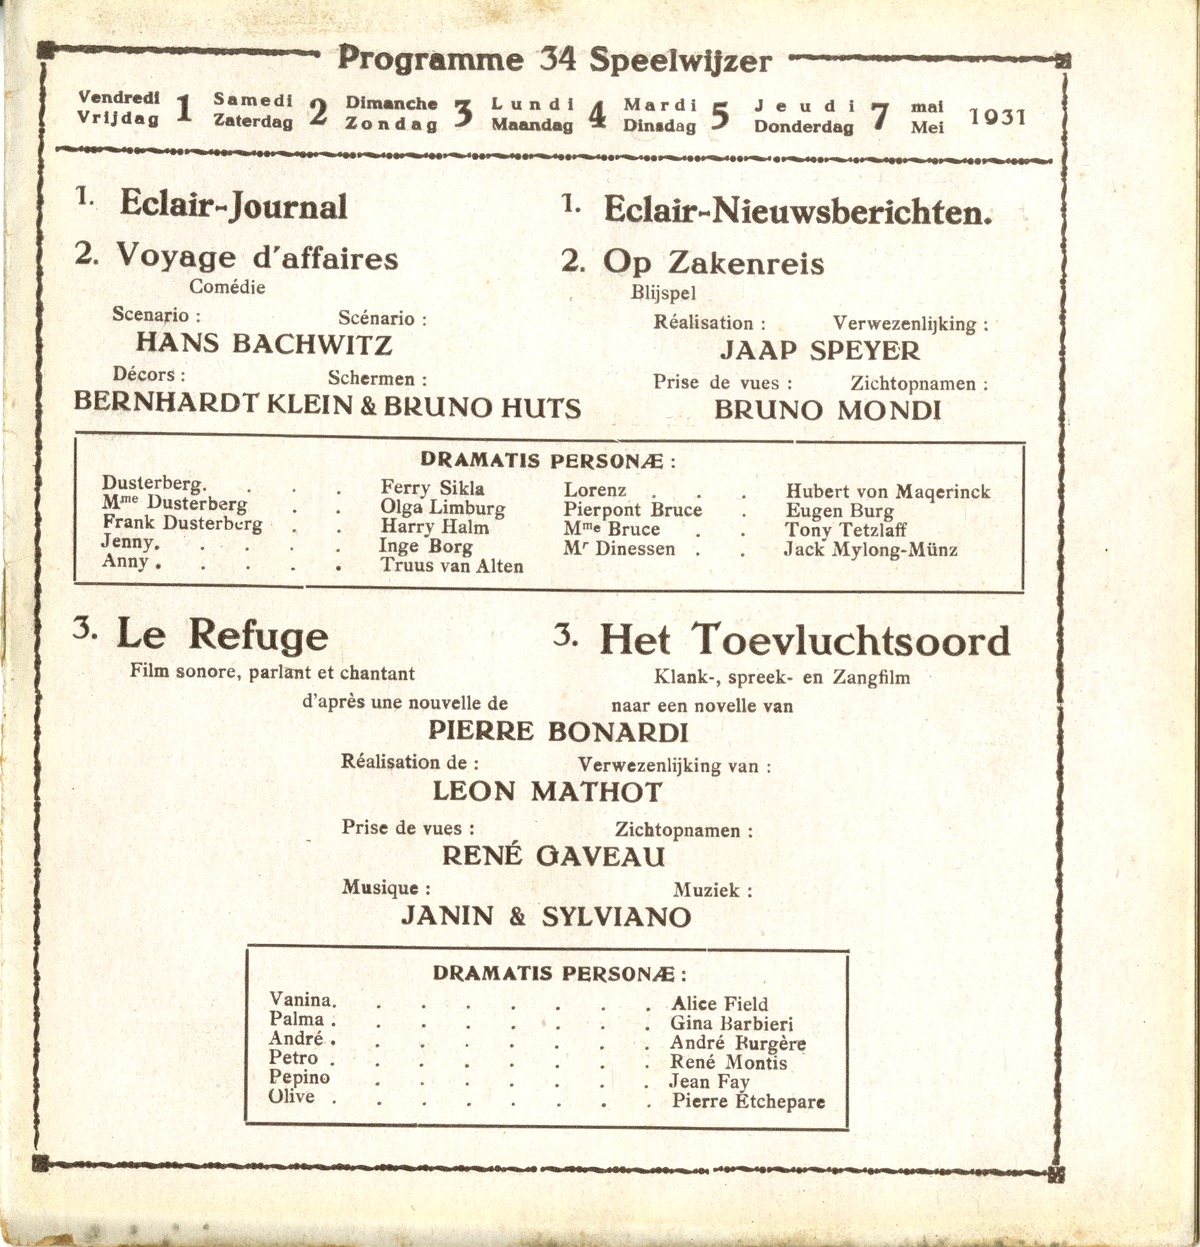 Programme 34 Speelwijzer
Vendredi Vrijdag 1 Samedi Zaterdag 2 Dimanche Zondag 3 Lundi Maandag 4 Mardi Dinsdag 5 Jeudi Donderdag 7 mai Mei 1931
1. Eclair-Journal
2. Voyage d'affaires
Comédie
Scenario : Scénario :
HANS BACHWITZ
Décors : Schermen :
BERNHARDT KLEIN & BRUNO HUTS
1. Eclair-Nieuwsberichten.
2. Op Zakenreis
Blijspel
Réalisation : Verwezenlijking :
JAAP SPEYER
Prise de vues : Zichtopnamen :
BRUNO MONDI
DRAMATIS PERSONÆ :
Dusterberg. . . . Ferry Sikla
Mme Dusterberg . . Olga Limburg
Frank Dusterberg . . Harry Halm
Jenny. . . . . Inge Borg
Anny . . . . . Truus van Alten
Lorenz . . . Hubert von Maqerinck
Pierpont Bruce . Eugen Burg
Mme Bruce . . Tony Tetzlaff
Mr Dinessen . . Jack Mylong-Münz
3. Le Refuge
Film sonore, parlant et chantant
3. Het Toevluchtsoord
Klank-, spreek- en Zangfilm
d'après une nouvelle de naar een novelle van
PIERRE BONARDI
Réalisation de : Verwezenlijking van :
LEON MATHOT
Prise de vues : Zichtopnamen :
RENÉ GAVEAU
Musique : Muziek :
JANIN & SYLVIANO
DRAMATIS PERSONÆ :
Vanina. . . . . . . . Alice Field
Palma . . . . . . . . Gina Barbieri
André . . . . . . . . André Burgère
Petro . . . . . . . . René Montis
Pepino . . . . . . . Jean Fay
Olive . . . . . . . . Pierre Etchepare